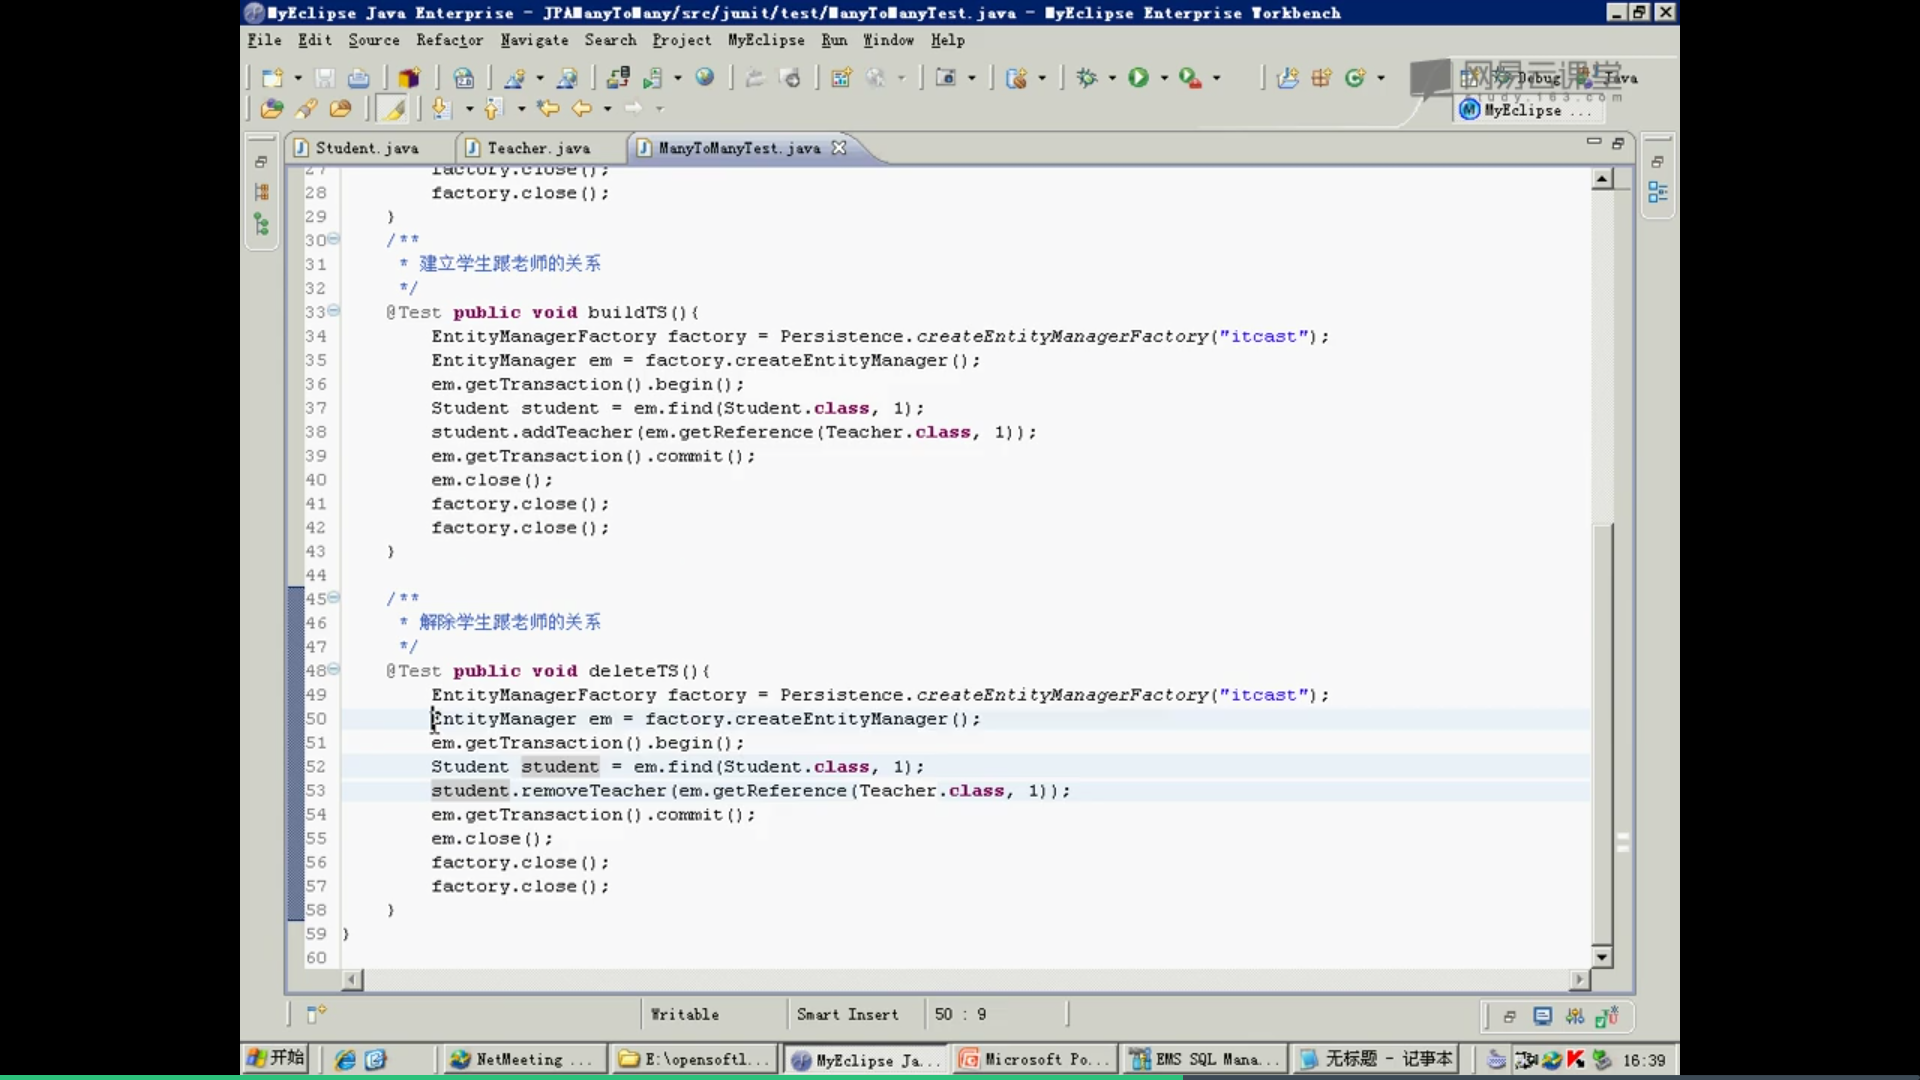 MyEclipse Java Enterprise - JPAManyToMany/src/junit/test/ManyToManyTest.java - MyEclipse Enterprise Workbench
File Edit Source Refactor Navigate Search Project MyEclipse Run Window Help
网易云课堂
study.163.com
Debug Java
MyEclipse ...
Student.java Teacher.java ManyToManyTest.java
27 factory.close();
28 factory.close();
29 }
30 /**
31 * 建立学生跟老师的关系
32 */
33 @Test public void buildTS(){
34 EntityManagerFactory factory = Persistence.createEntityManagerFactory("itcast");
35 EntityManager em = factory.createEntityManager();
36 em.getTransaction().begin();
37 Student student = em.find(Student.class, 1);
38 student.addTeacher(em.getReference(Teacher.class, 1));
39 em.getTransaction().commit();
40 em.close();
41 factory.close();
42 factory.close();
43 }
44
45 /**
46 * 解除学生跟老师的关系
47 */
48 @Test public void deleteTS(){
49 EntityManagerFactory factory = Persistence.createEntityManagerFactory("itcast");
50 EntityManager em = factory.createEntityManager();
51 em.getTransaction().begin();
52 Student student = em.find(Student.class, 1);
53 student.removeTeacher(em.getReference(Teacher.class, 1));
54 em.getTransaction().commit();
55 em.close();
56 factory.close();
57 factory.close();
58 }
59 }
60
Writable Smart Insert 50 : 9
开始 NetMeeting ... E:\opensoftl... MyEclipse Ja... Microsoft Po... EMS SQL Mana... 无标题 - 记事本 16:39